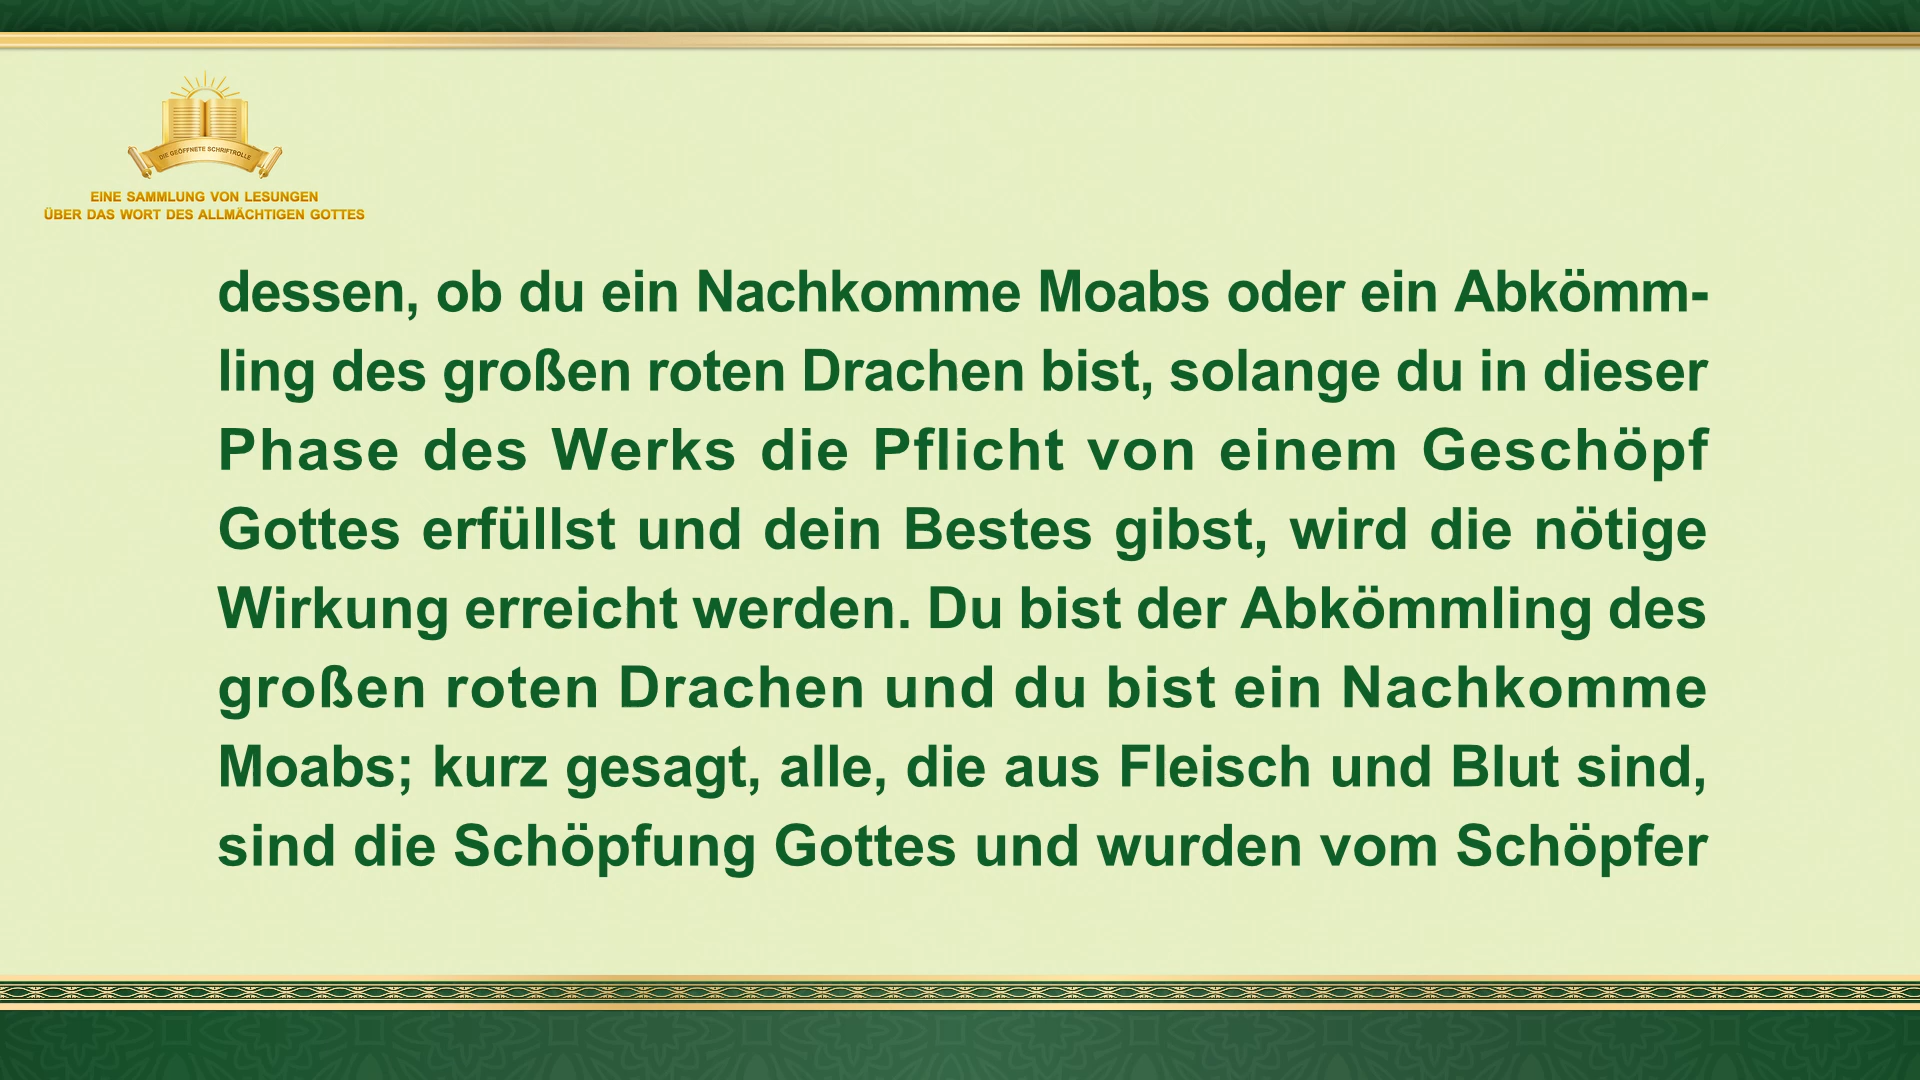 DIE GEÖFFNETE SCHRIFTROLLE
EINE SAMMLUNG VON LESUNGEN
ÜBER DAS WORT DES ALLMÄCHTIGEN GOTTES
dessen, ob du ein Nachkomme Moabs oder ein Abkömm-
ling des großen roten Drachen bist, solange du in dieser
Phase des Werks die Pflicht von einem Geschöpf
Gottes erfüllst und dein Bestes gibst, wird die nötige
Wirkung erreicht werden. Du bist der Abkömmling des
großen roten Drachen und du bist ein Nachkomme
Moabs; kurz gesagt, alle, die aus Fleisch und Blut sind,
sind die Schöpfung Gottes und wurden vom Schöpfer